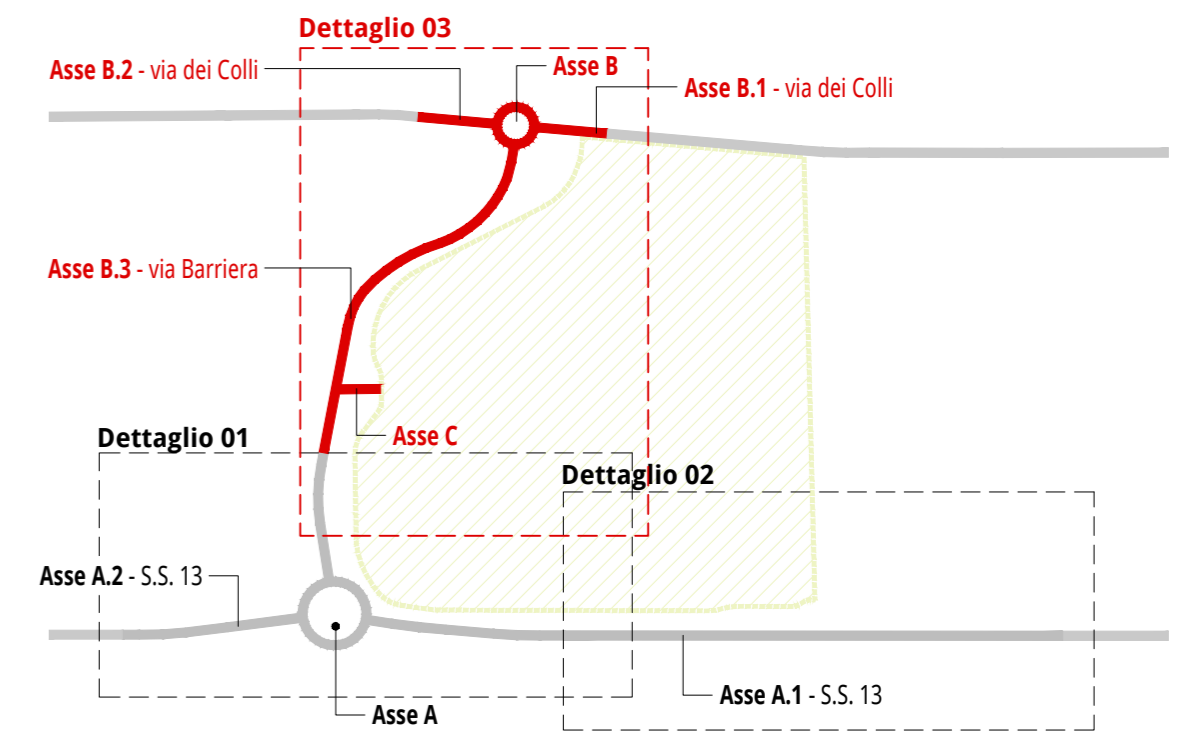 Dettaglio 03
Asse B.2 - via dei Colli
Asse B
Asse B.1 - via dei Colli
Asse B.3 - via Barriera
Asse C
Dettaglio 01
Dettaglio 02
Asse A.2 - S.S. 13
Asse A.1 - S.S. 13
Asse A